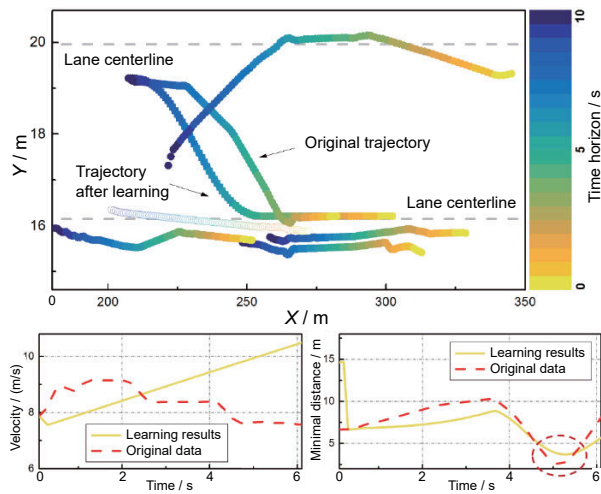 20
18
16
Y / m
Lane centerline
Original trajectory
Trajectory
after learning
Lane centerline
0
200
250
300
350
X / m
10
5
0
Time horizon / s
10
8
6
Velocity / (m/s)
Learning results
Original data
0
2
4
6
Time / s
15
10
5
Minimal distance / m
Learning results
Original data
0
2
4
6
Time / s